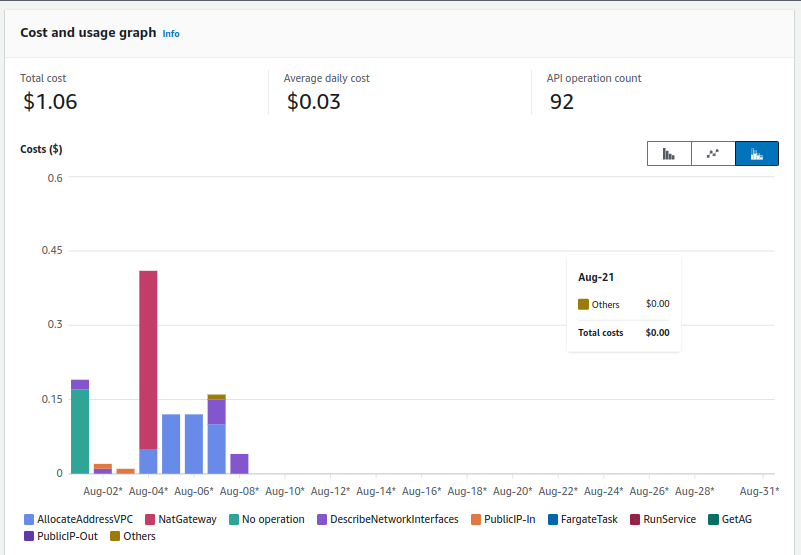 Cost and usage graph Info
Total cost
$1.06
Average daily cost
$0.03
API operation count
92
Costs ($)
0.6
0.45
0.3
0.15
0
Aug-21
Others $0.00
Total costs $0.00
Aug-02* Aug-04* Aug-06* Aug-08* Aug-10* Aug-12* Aug-14* Aug-16* Aug-18* Aug-20* Aug-22* Aug-24* Aug-26* Aug-28* Aug-31*
AllocateAddressVPC NatGateway No operation DescribeNetworkInterfaces PublicIP-In FargateTask RunService GetAG
PublicIP-Out Others